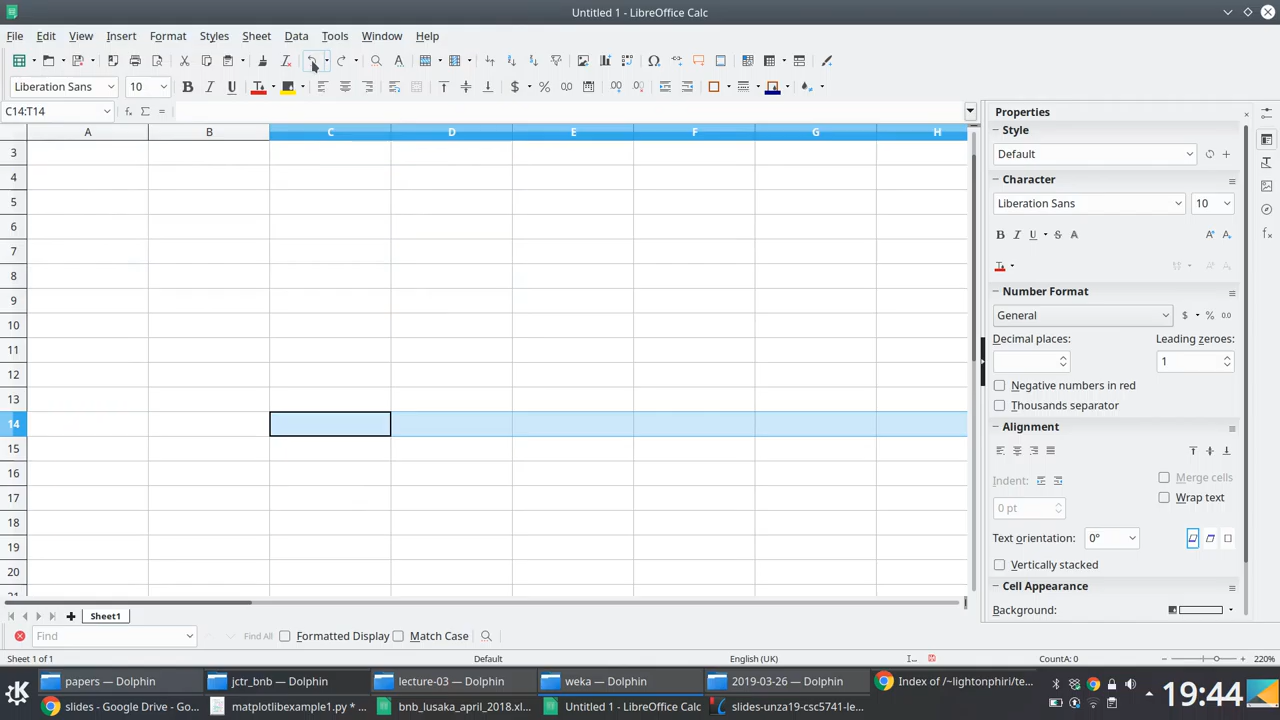 Untitled 1 - LibreOffice Calc
File Edit View Insert Format Styles Sheet Data Tools Window Help
Liberation Sans 10
C14:T14
A B C D E F G H
3
4
5
6
7
8
9
10
11
12
13
14
15
16
17
18
19
20
Properties
Style
Default
Character
Liberation Sans 10
Number Format
General
Decimal places: Leading zeroes:
1
Negative numbers in red
Thousands separator
Alignment
Indent: Merge cells
0 pt Wrap text
Text orientation: 0°
Vertically stacked
Cell Appearance
Background:
Sheet1
Find Find All Formatted Display Match Case
Sheet 1 of 1 Default English (UK) CountA: 0 220%
papers — Dolphin jctr_bnb — Dolphin lecture-03 — Dolphin weka — Dolphin 2019-03-26 — Dolphin Index of /~lightonphiri/te...
slides - Google Drive - Go... matplotlibexample1.py *... bnb_lusaka_april_2018.xl... Untitled 1 - LibreOffice Calc slides-unza19-csc5741-le...
19:44